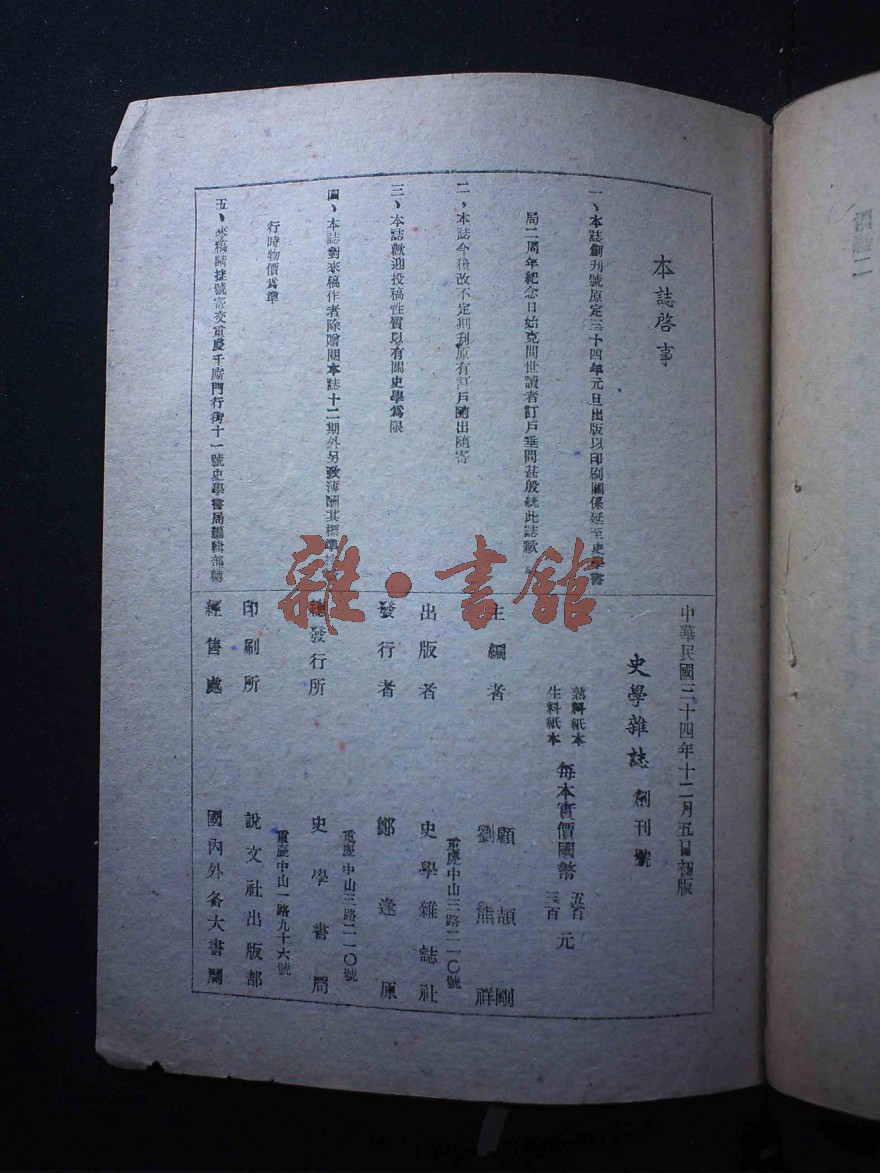 本誌啓事
一、本誌創刊號原定三十四年元旦出版以印刷關係延至史學書
局二周年紀念日始克問世讀者訂戶垂問甚殷統此誌歉
二、本誌今後改不定期刊原有訂戶隨出隨寄
三、本誌歡迎投稿性質以有關史學爲限
四、本誌對來稿作者除贈閱本誌十二期外另致薄酬其標準
行時物價爲準
五、來稿請掛號寄交重慶千廝門行街十一號史學書局編輯部轉
中華民國三十四年十二月五日初版
史學雜誌 創刊號
熟料紙本
生料紙本
每本實價國幣
五百
三百
元
主編者 顧頡剛
劉熊祥
出版者 史學雜誌社
重慶中山三路二一〇號
發行者 鄭逢原
總發行所 史學書局
重慶中山三路二一〇號
印刷所 說文社出版部
重慶中山一路九十六號
經售處 國內外各大書局
雜·書館